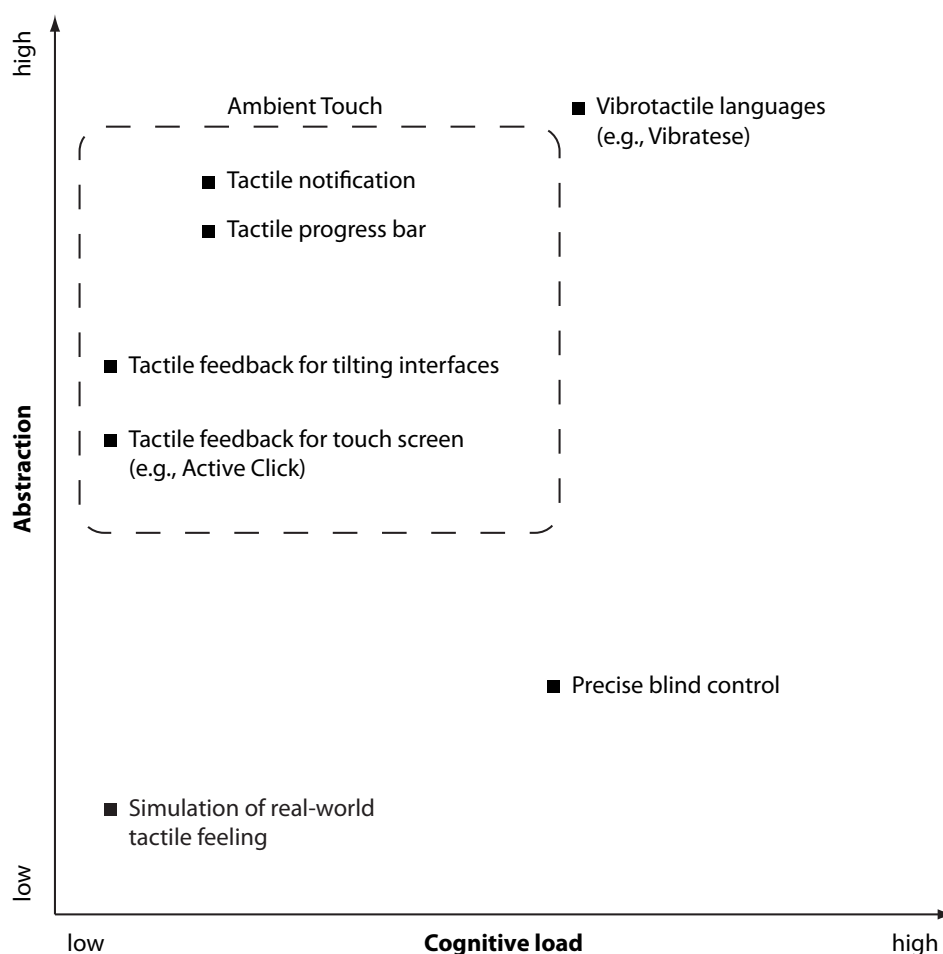 high
Ambient Touch
Vibrotactile languages
(e.g., Vibratese)
Tactile notification
Tactile progress bar
Tactile feedback for tilting interfaces
Tactile feedback for touch screen
(e.g., Active Click)
Abstraction
Precise blind control
Simulation of real-world
tactile feeling
low
low
Cognitive load
high